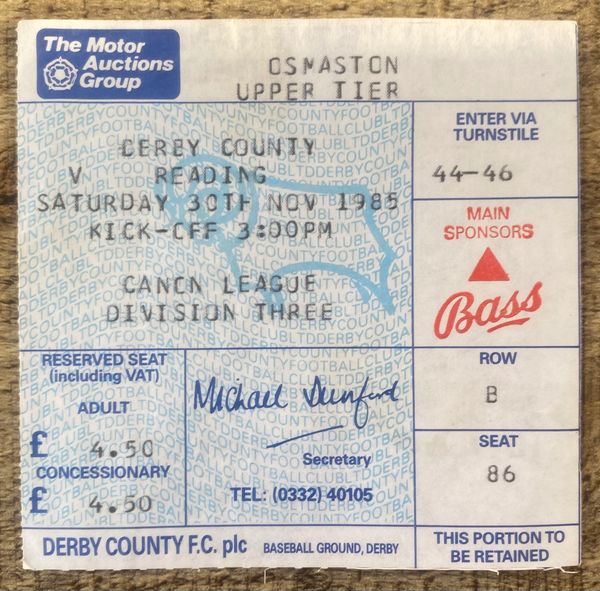 The Motor
Auctions
Group
OSMASTON
UPPER TIER
DERBY COUNTY
V READING
SATURDAY 30TH NOV 1985
KICK-OFF 3:00PM
CANON LEAGUE
DIVISION THREE
ENTER VIA
TURNSTILE
44-46
MAIN
SPONSORS
Bass
RESERVED SEAT
(including VAT)
ADULT
£ 4.50
CONCESSIONARY
£ 4.50
Michael Dunford
Secretary
TEL: (0332) 40105
ROW
B
SEAT
86
DERBY COUNTY F.C. plc BASEBALL GROUND, DERBY
THIS PORTION TO
BE RETAINED